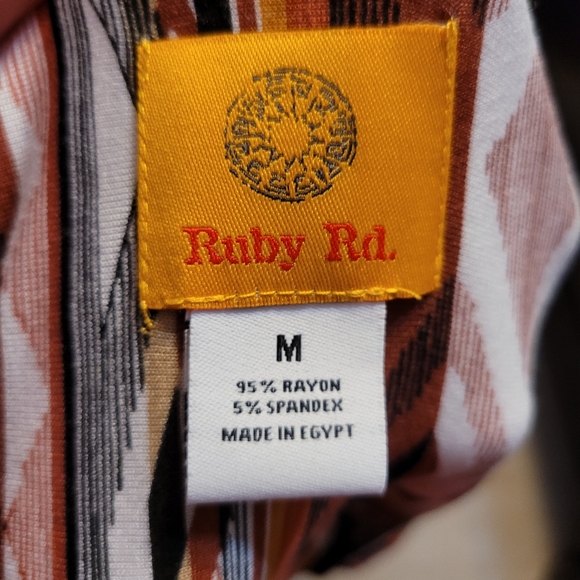 Ruby Rd.
M
95% RAYON
5% SPANDEX
MADE IN EGYPT